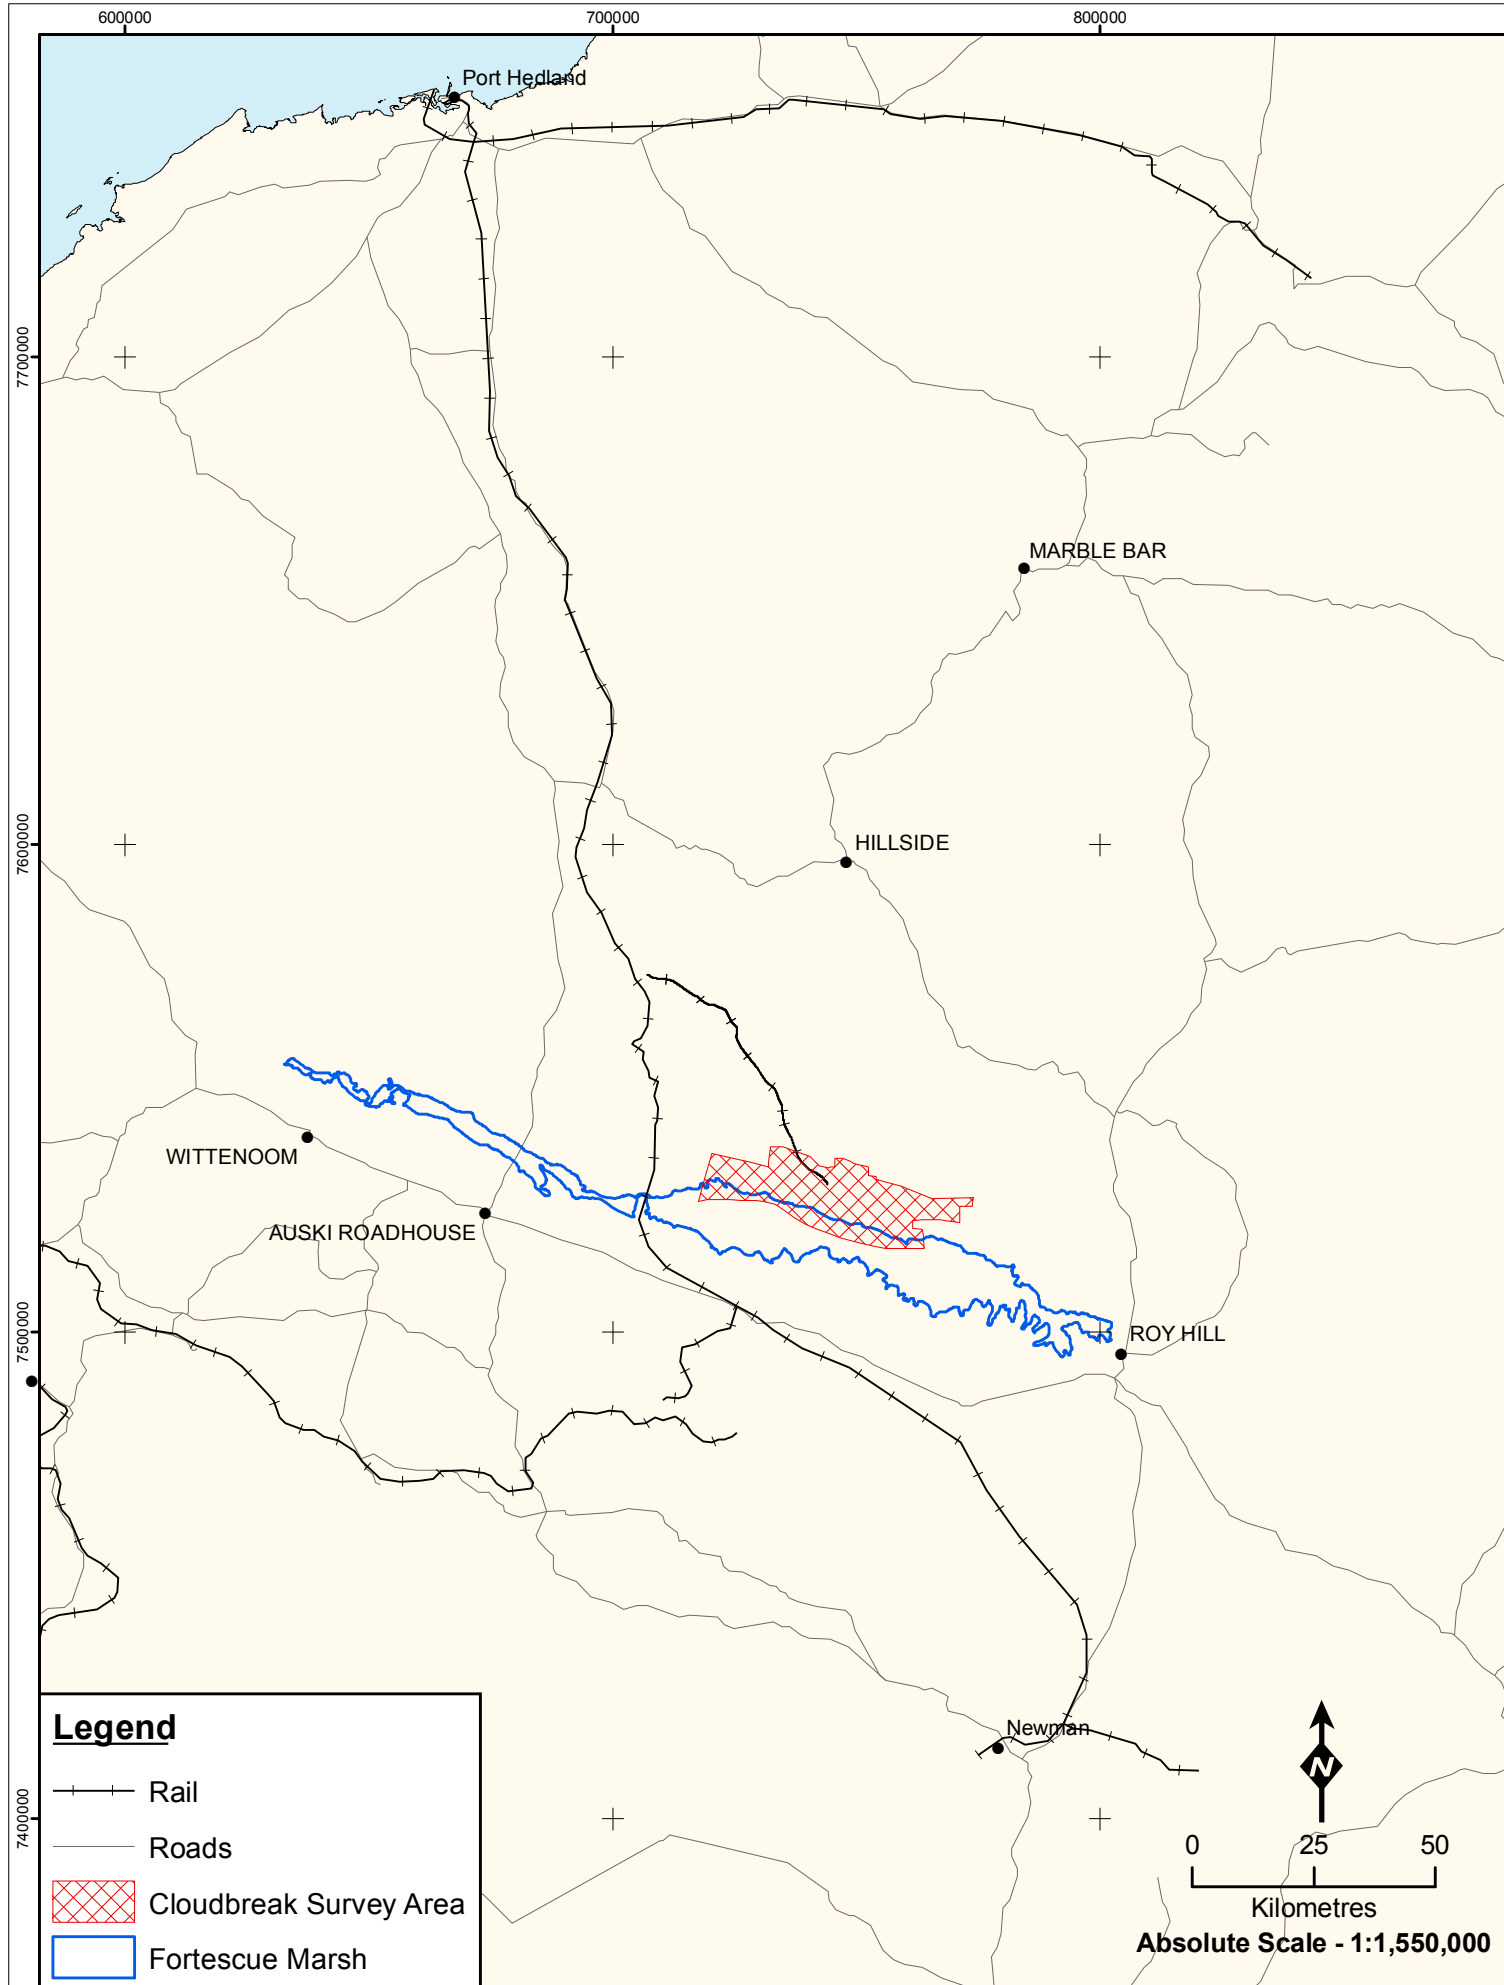 600000
700000
800000
Port Hedland
7700000
MARBLE BAR
7600000
HILLSIDE
WITTENOOM
AUSKI ROADHOUSE
7500000
ROY HILL
Newman
7400000
Legend
Rail
Roads
Cloudbreak Survey Area
Fortescue Marsh
N
0 25 50
Kilometres
Absolute Scale - 1:1,550,000